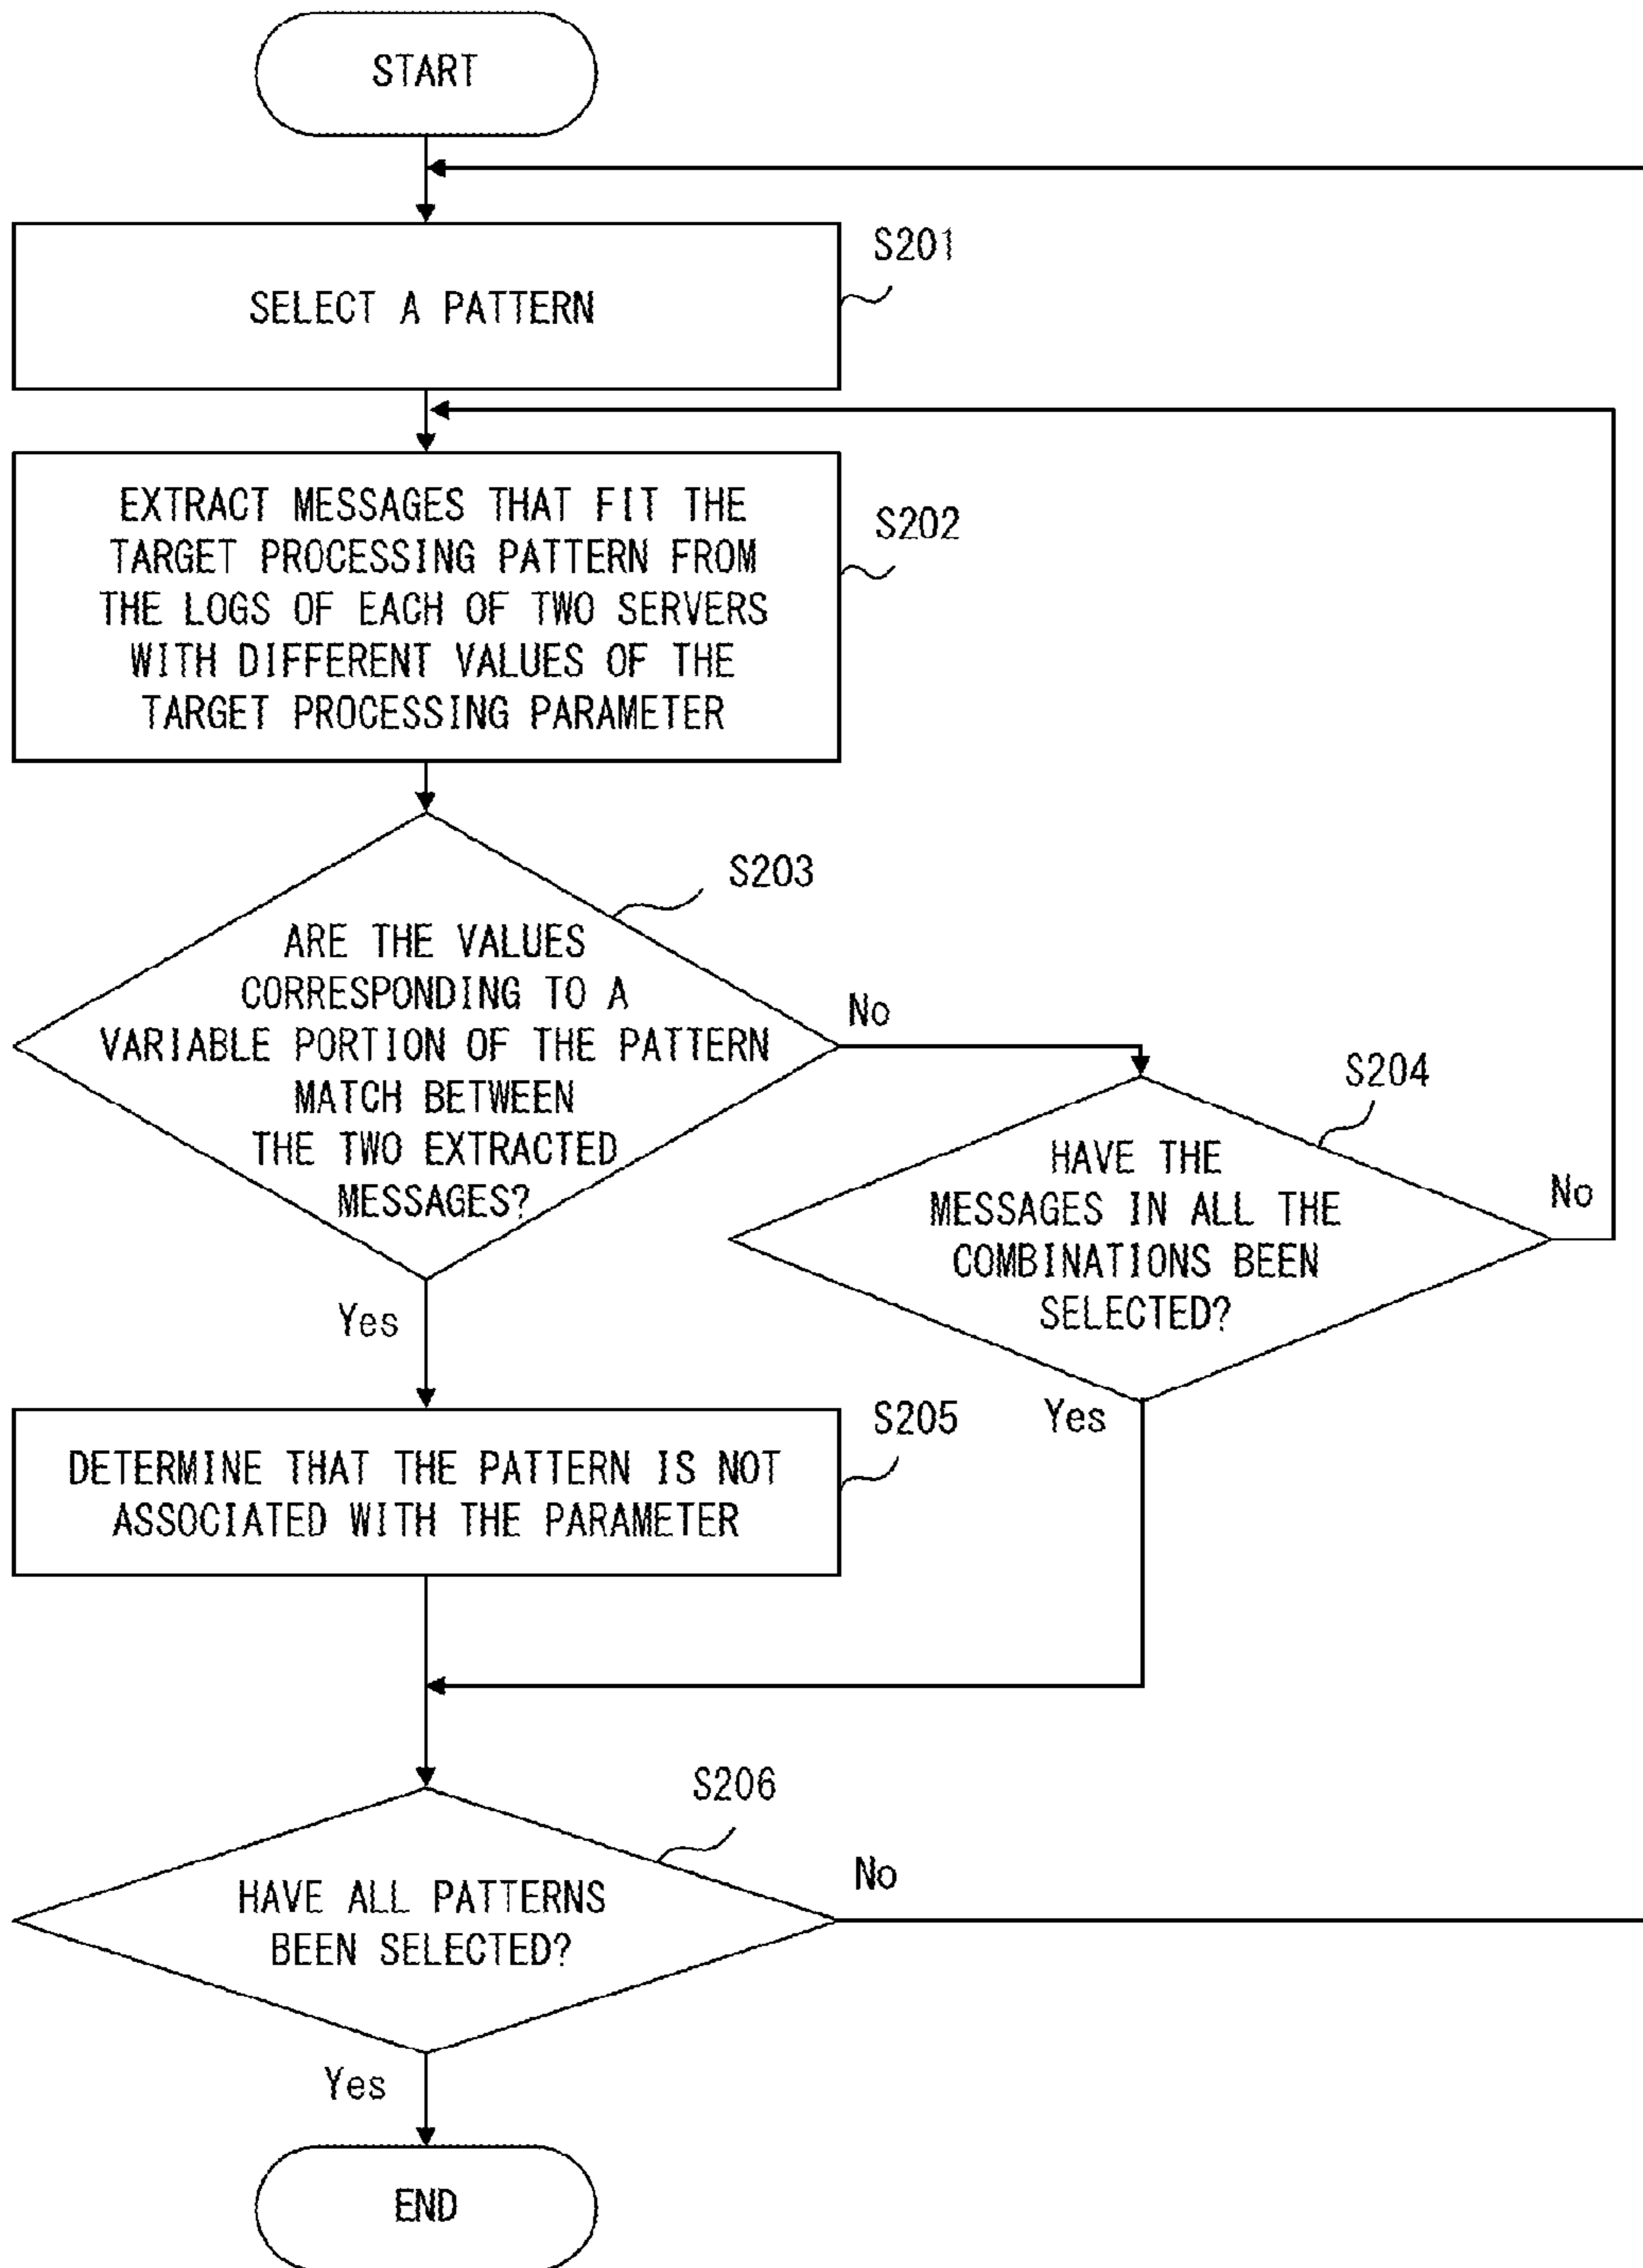 START
S201
SELECT A PATTERN
EXTRACT MESSAGES THAT FIT THE
TARGET PROCESSING PATTERN FROM
THE LOGS OF EACH OF TWO SERVERS
WITH DIFFERENT VALUES OF THE
TARGET PROCESSING PARAMETER
S202
S203
ARE THE VALUES
CORRESPONDING TO A
VARIABLE PORTION OF THE PATTERN
MATCH BETWEEN
THE TWO EXTRACTED
MESSAGES?
No
S204
HAVE THE
MESSAGES IN ALL THE
COMBINATIONS BEEN
SELECTED?
No
Yes
Yes
S205
DETERMINE THAT THE PATTERN IS NOT
ASSOCIATED WITH THE PARAMETER
S206
HAVE ALL PATTERNS
BEEN SELECTED?
No
Yes
END